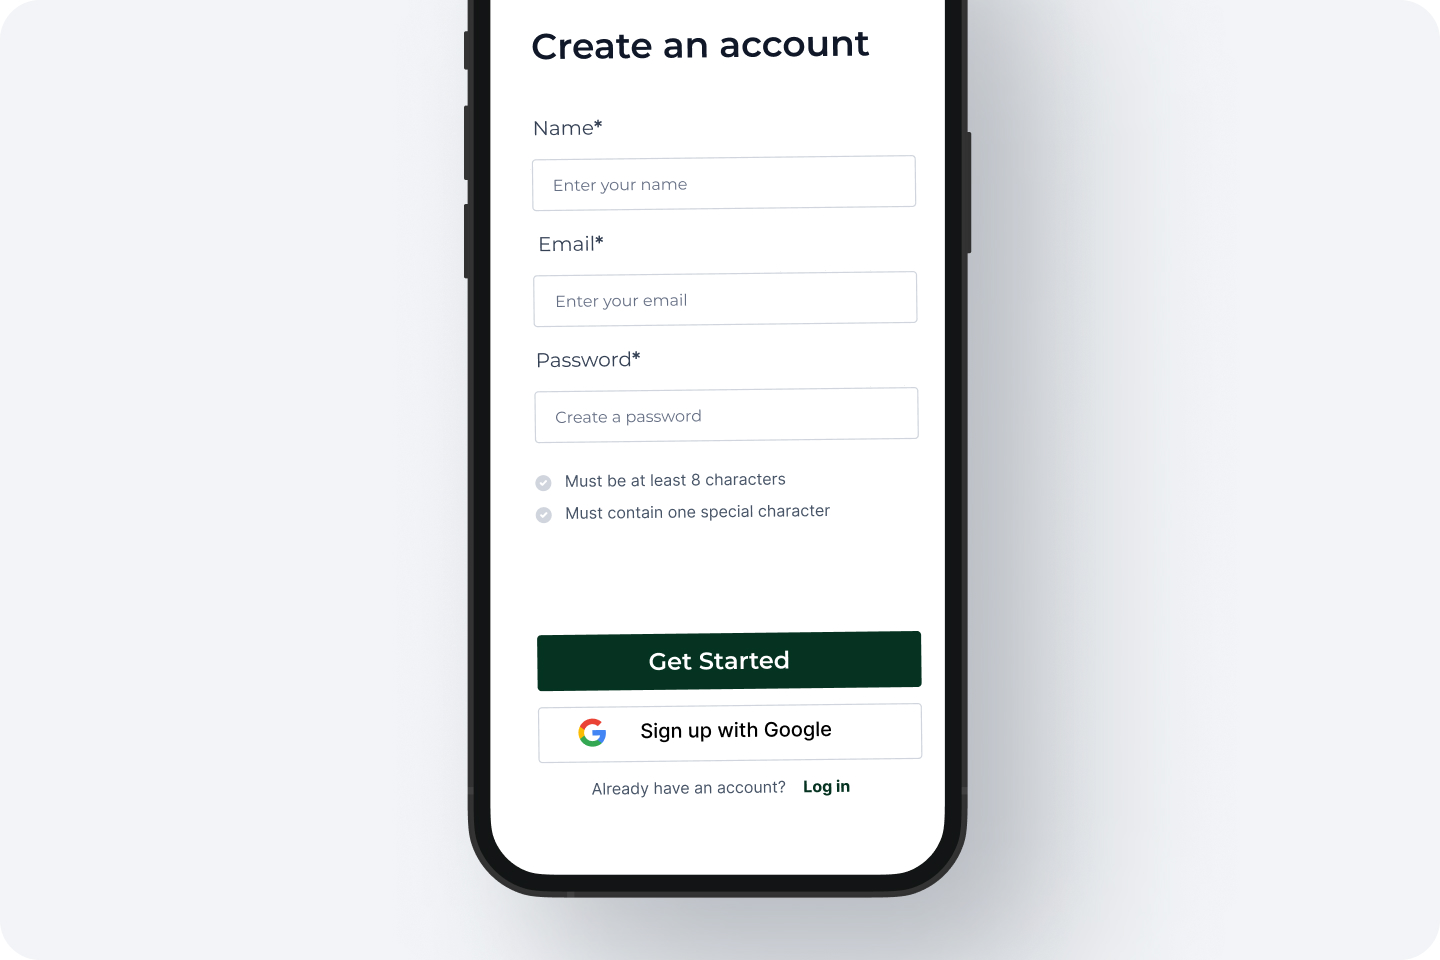 Create an account
Name*
Enter your name
Email*
Enter your email
Password*
Create a password
Must be at least 8 characters
Must contain one special character
Get Started
Sign up with Google
Already have an account? Log in